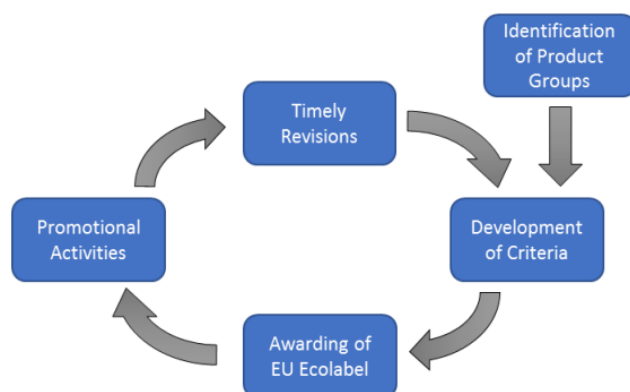 Identification
of Product
Groups
Timely
Revisions
Promotional
Activities
Development
of Criteria
Awarding of
EU Ecolabel